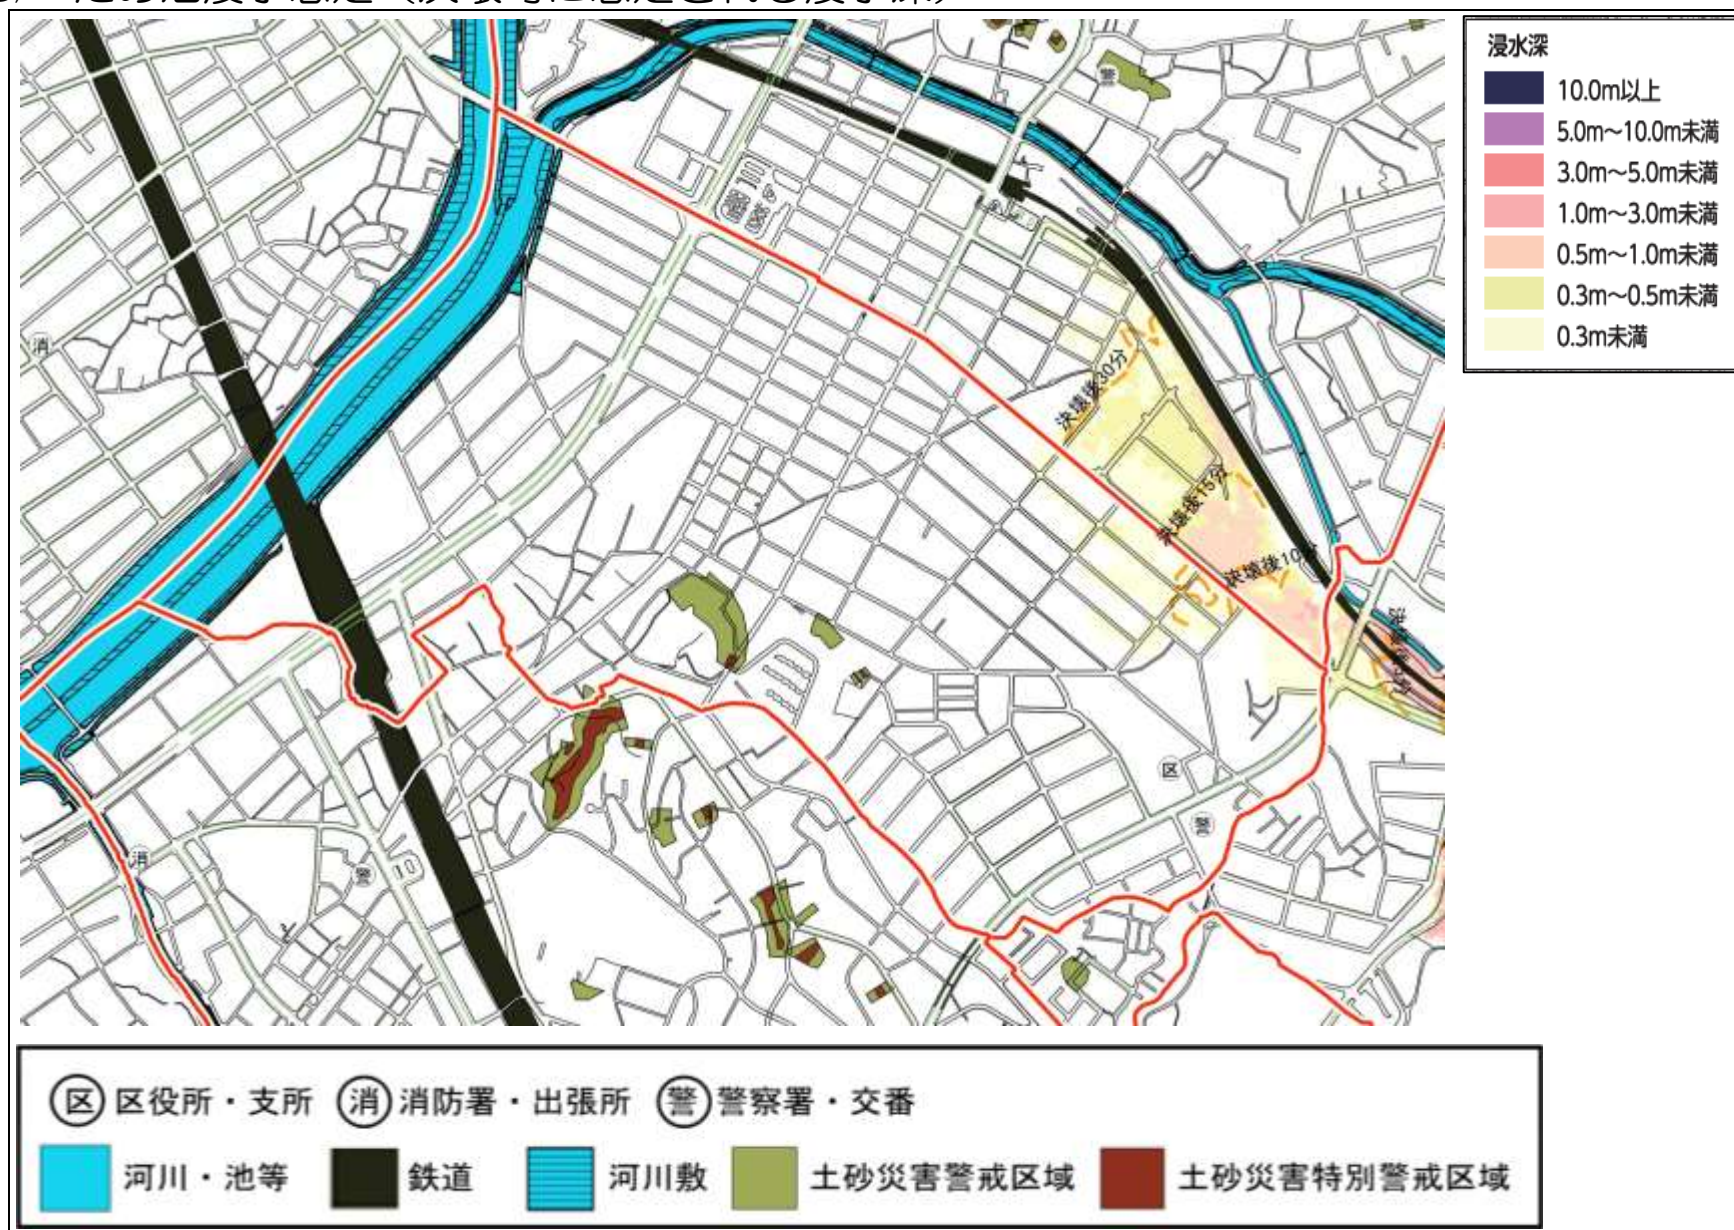 浸水深
10.0m以上
5.0m～10.0m未満
3.0m～5.0m未満
1.0m～3.0m未満
0.5m～1.0m未満
0.3m～0.5m未満
0.3m未満
警
消
決壊後30分
決壊後15分
決壊後10分
区
警
消
警
10
区 区役所・支所 消 消防署・出張所 警 警察署・交番
河川・池等 鉄道 河川敷 土砂災害警戒区域 土砂災害特別警戒区域